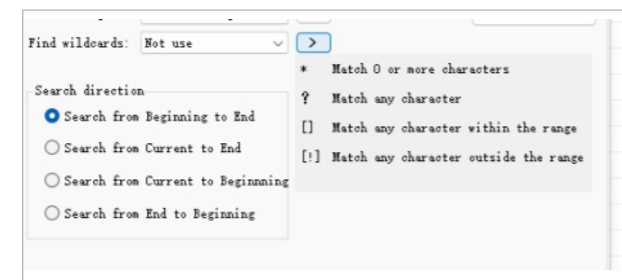 Find wildcards: Not use >
* Match 0 or more characters
Search direction
? Match any character
Search from Beginning to End
[] Match any character within the range
Search from Current to End
[!] Match any character outside the range
Search from Current to Beginnning
Search from End to Beginning